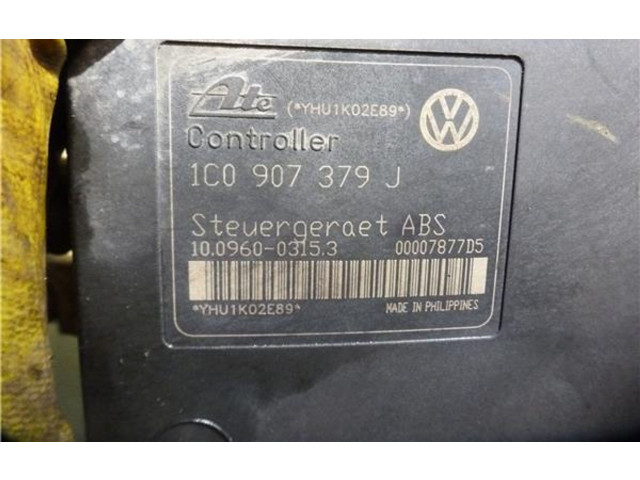 Ate (*YHU1K02E89*)
Controller
1C0 907 379 J
Steuergeraet ABS
10.0960-0315.3 00007877D5
*YHU1K02E89* MADE IN PHILIPPINES